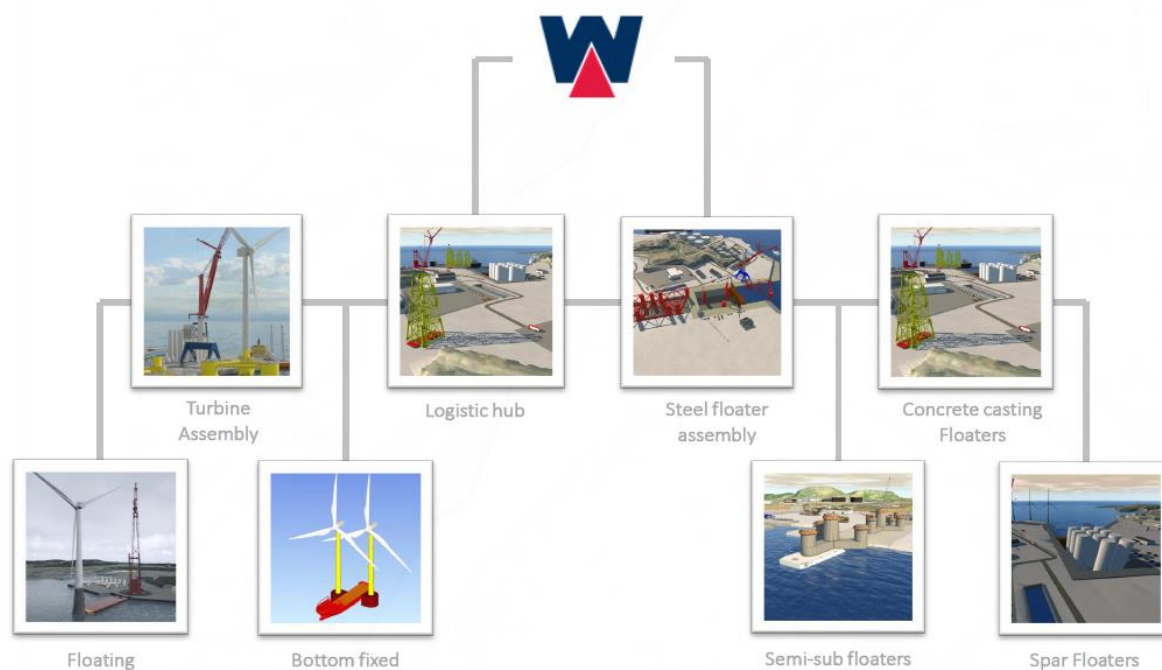 W
Turbine
Assembly
Logistic hub
Steel floater
assembly
Concrete casting
Floaters
Floating
Bottom fixed
Semi-sub floaters
Spar Floaters